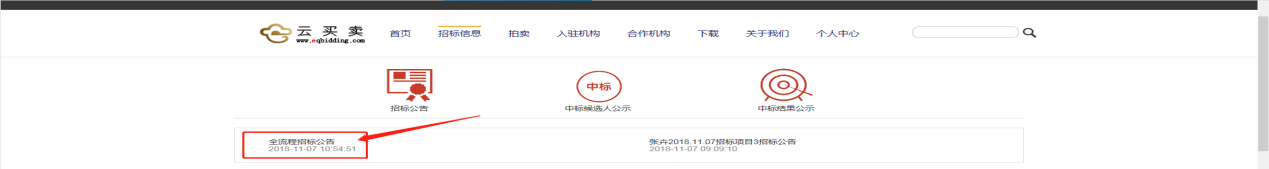 云 买 卖
www.eqbidding.com
首页 招标信息 拍卖 入驻机构 合作机构 下载 关于我们 个人中心
中标
招标公告 中标候选人公示 中标结果公示
全流程招标公告 张卉2018.11.07招标项目3招标公告
2018-11-07 10:54:51 2018-11-07 09:09:10